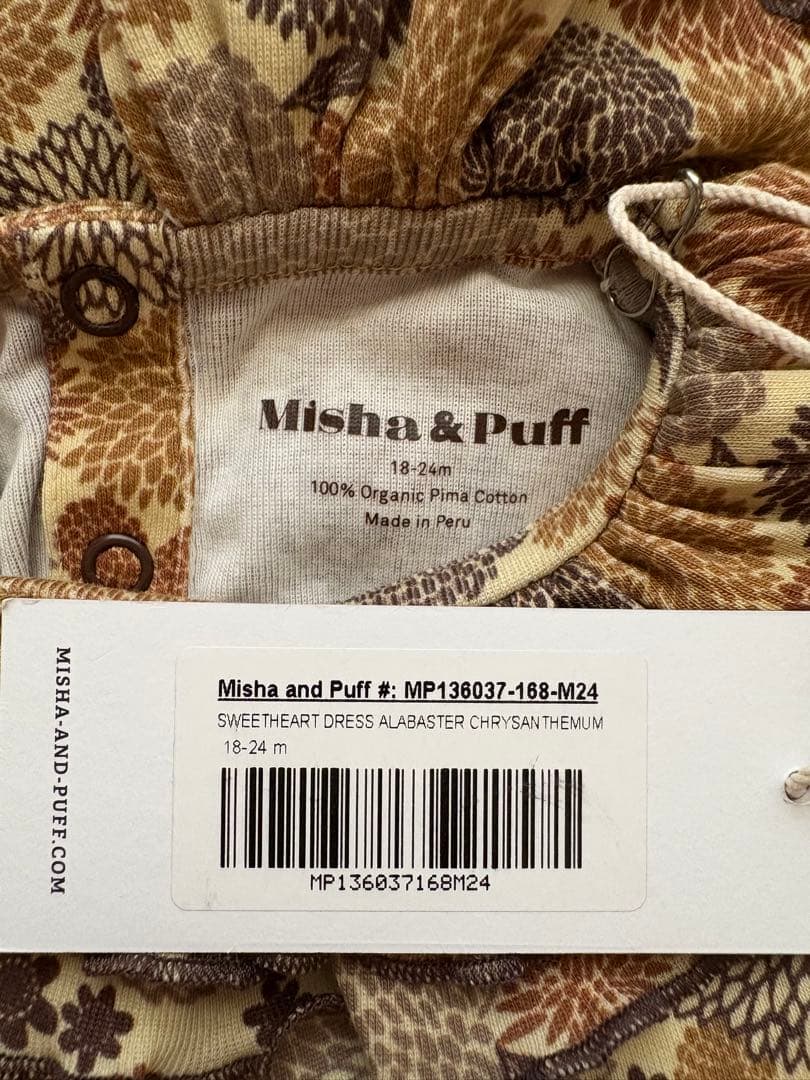 Misha & Puff
18-24m
100% Organic Pima Cotton
Made in Peru
MISHA-AND-PUFF.COM
Misha and Puff #: MP136037-168-M24
SWEETHEART DRESS ALABASTER CHRYSANTHEMUM
18-24 m
MP136037168M24